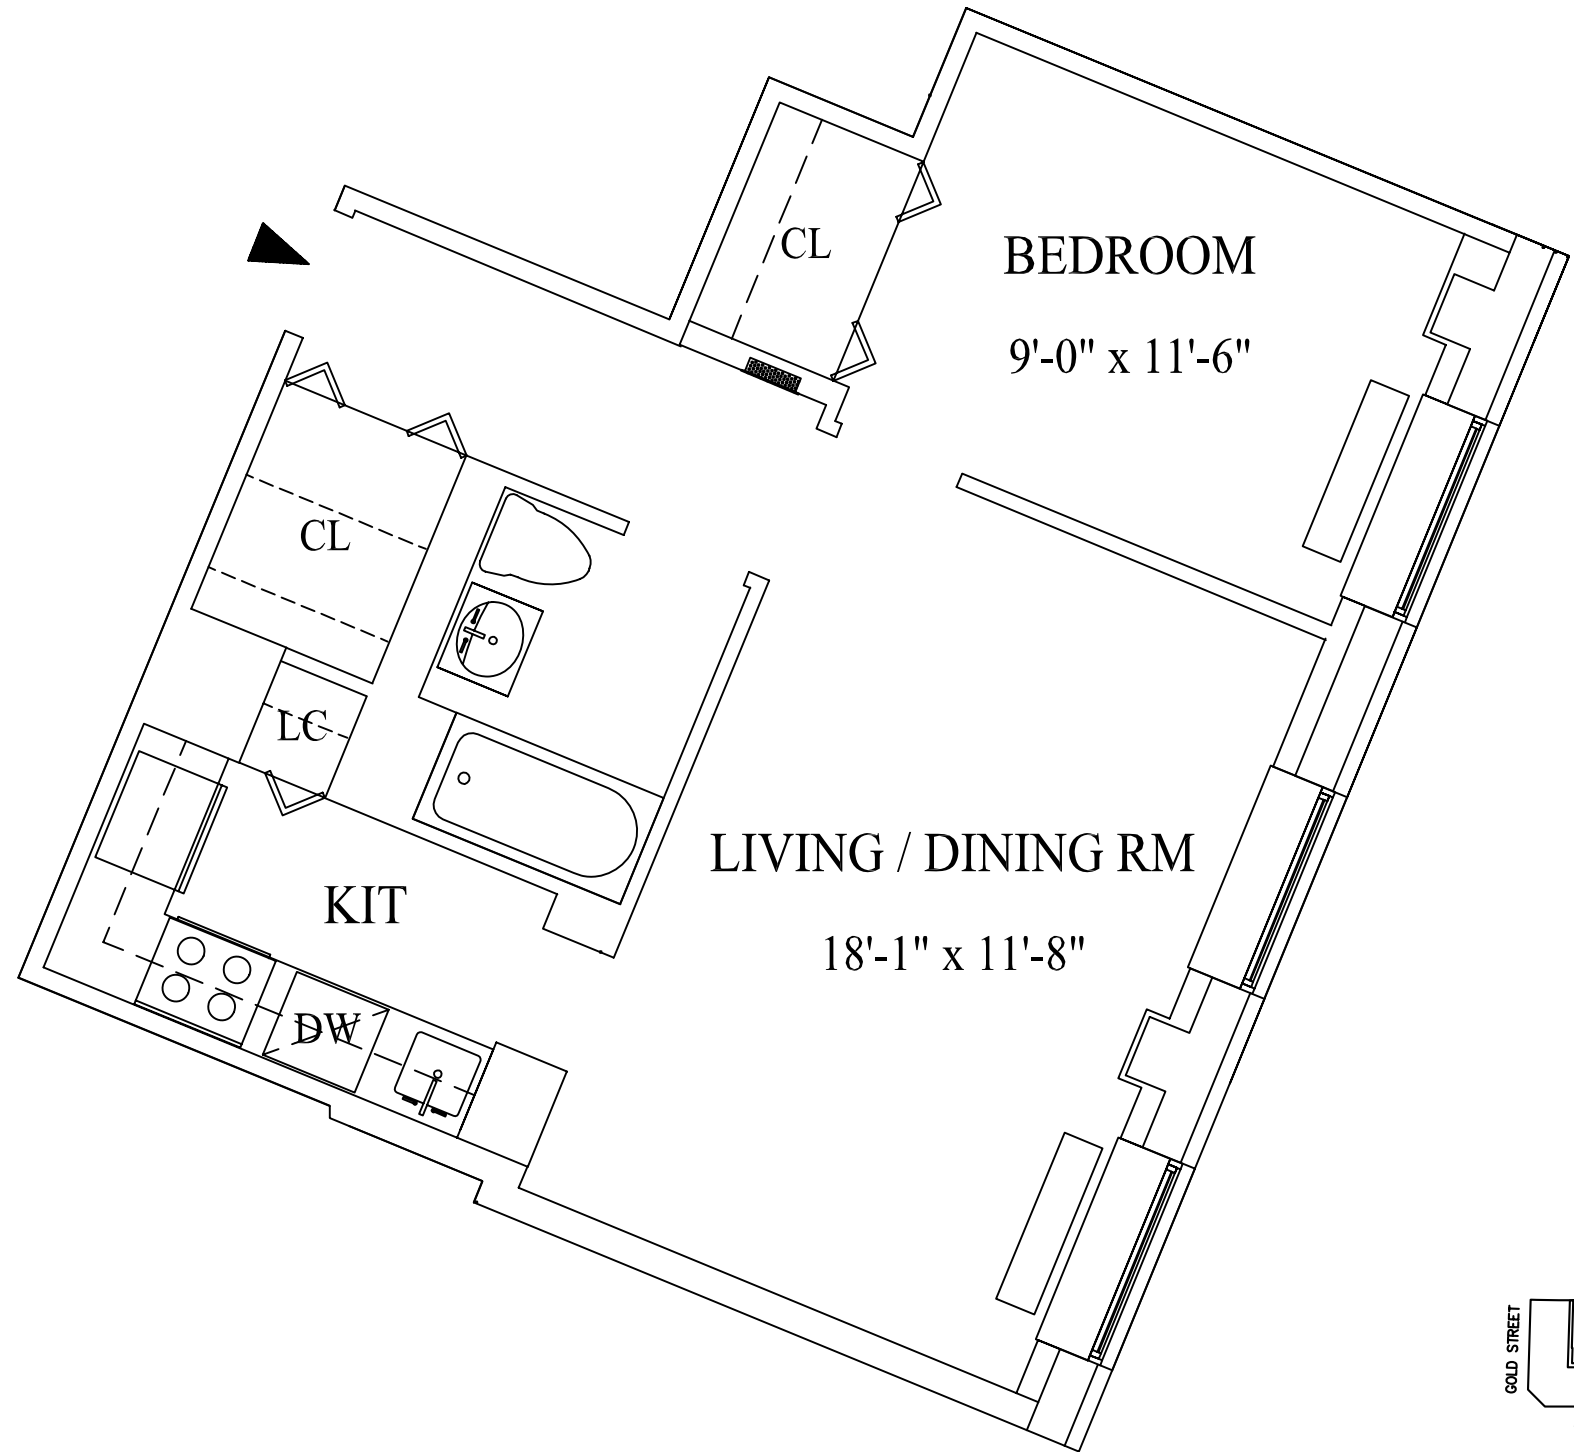 CL
BEDROOM
9'-0" x 11'-6"
CL
LC
LIVING / DINING RM
KIT
18'-1" x 11'-8"
DW
GOLD STREET